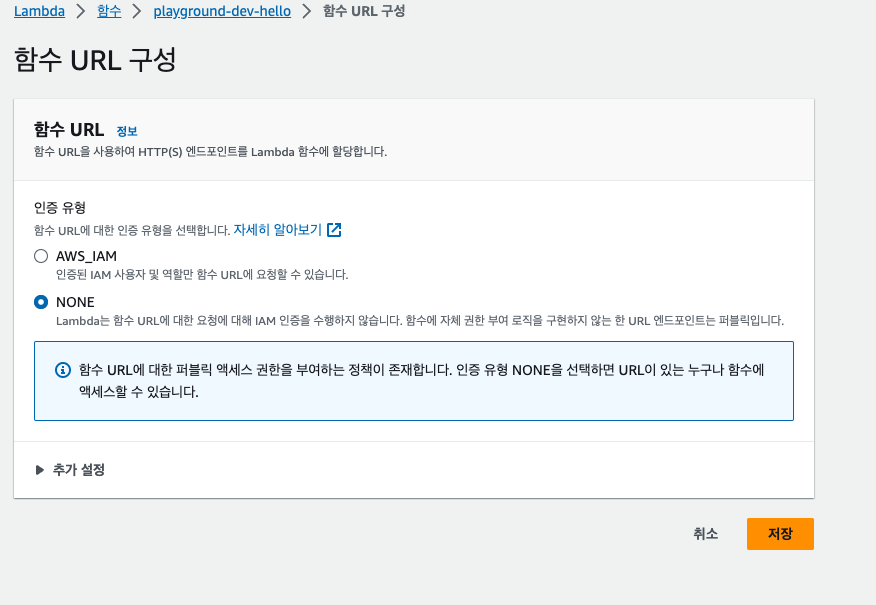 Lambda > 함수 > playground-dev-hello > 함수 URL 구성
함수 URL 구성
함수 URL 정보
함수 URL을 사용하여 HTTP(S) 엔드포인트를 Lambda 함수에 할당합니다.
인증 유형
함수 URL에 대한 인증 유형을 선택합니다. 자세히 알아보기
AWS_IAM
인증된 IAM 사용자 및 역할만 함수 URL에 요청할 수 있습니다.
NONE
Lambda는 함수 URL에 대한 요청에 대해 IAM 인증을 수행하지 않습니다. 함수에 자체 권한 부여 로직을 구현하지 않는 한 URL 엔드포인트는 퍼블릭입니다.
함수 URL에 대한 퍼블릭 액세스 권한을 부여하는 정책이 존재합니다. 인증 유형 NONE을 선택하면 URL이 있는 누구나 함수에
액세스할 수 있습니다.
추가 설정
취소 저장